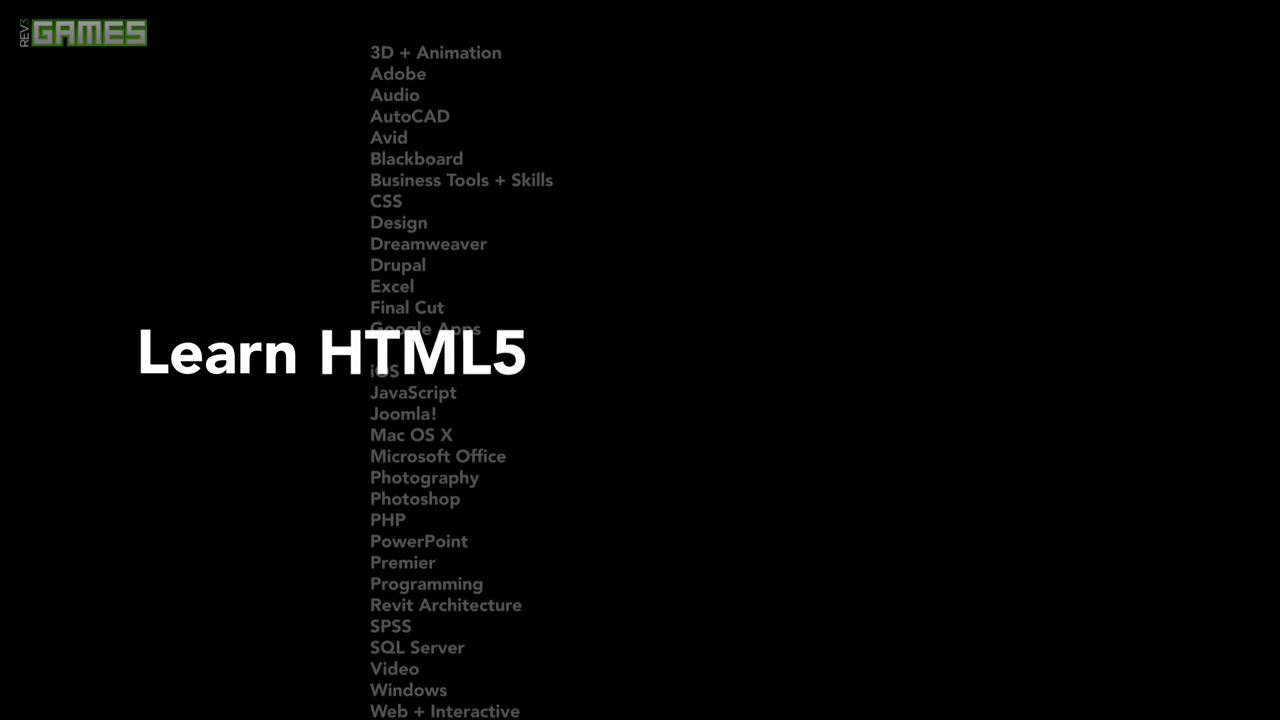 REV3 GAMES
3D + Animation
Adobe
Audio
AutoCAD
Avid
Blackboard
Business Tools + Skills
CSS
Design
Dreamweaver
Drupal
Excel
Final Cut
Google Apps
Learn HTML5
iOS
JavaScript
Joomla!
Mac OS X
Microsoft Office
Photography
Photoshop
PHP
PowerPoint
Premier
Programming
Revit Architecture
SPSS
SQL Server
Video
Windows
Web + Interactive